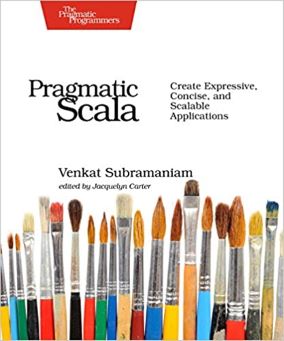 The
Pragmatic
Programmers
Pragmatic
Scala
Create Expressive,
Concise, and
Scalable
Applications
Venkat Subramaniam
edited by Jacquelyn Carter